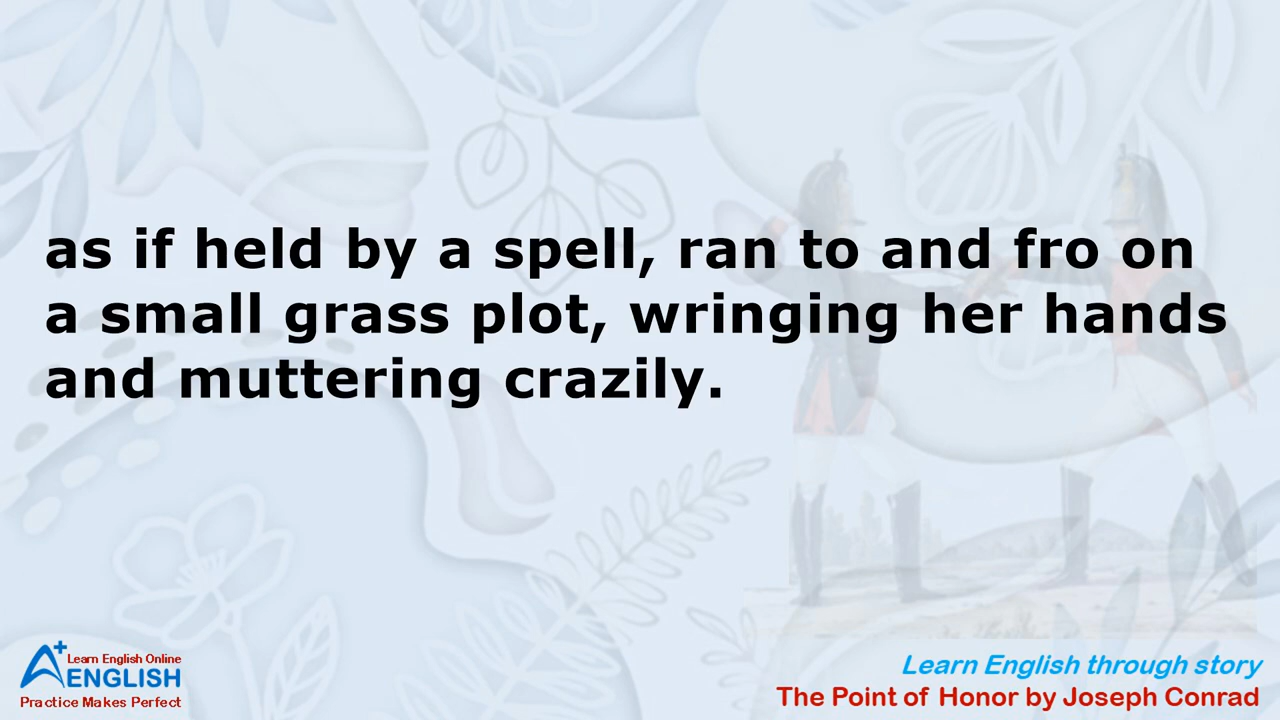 as if held by a spell, ran to and fro on
a small grass plot, wringing her hands
and muttering crazily.
A+
Learn English Online
ENGLISH
Practice Makes Perfect
Learn English through story
The Point of Honor by Joseph Conrad